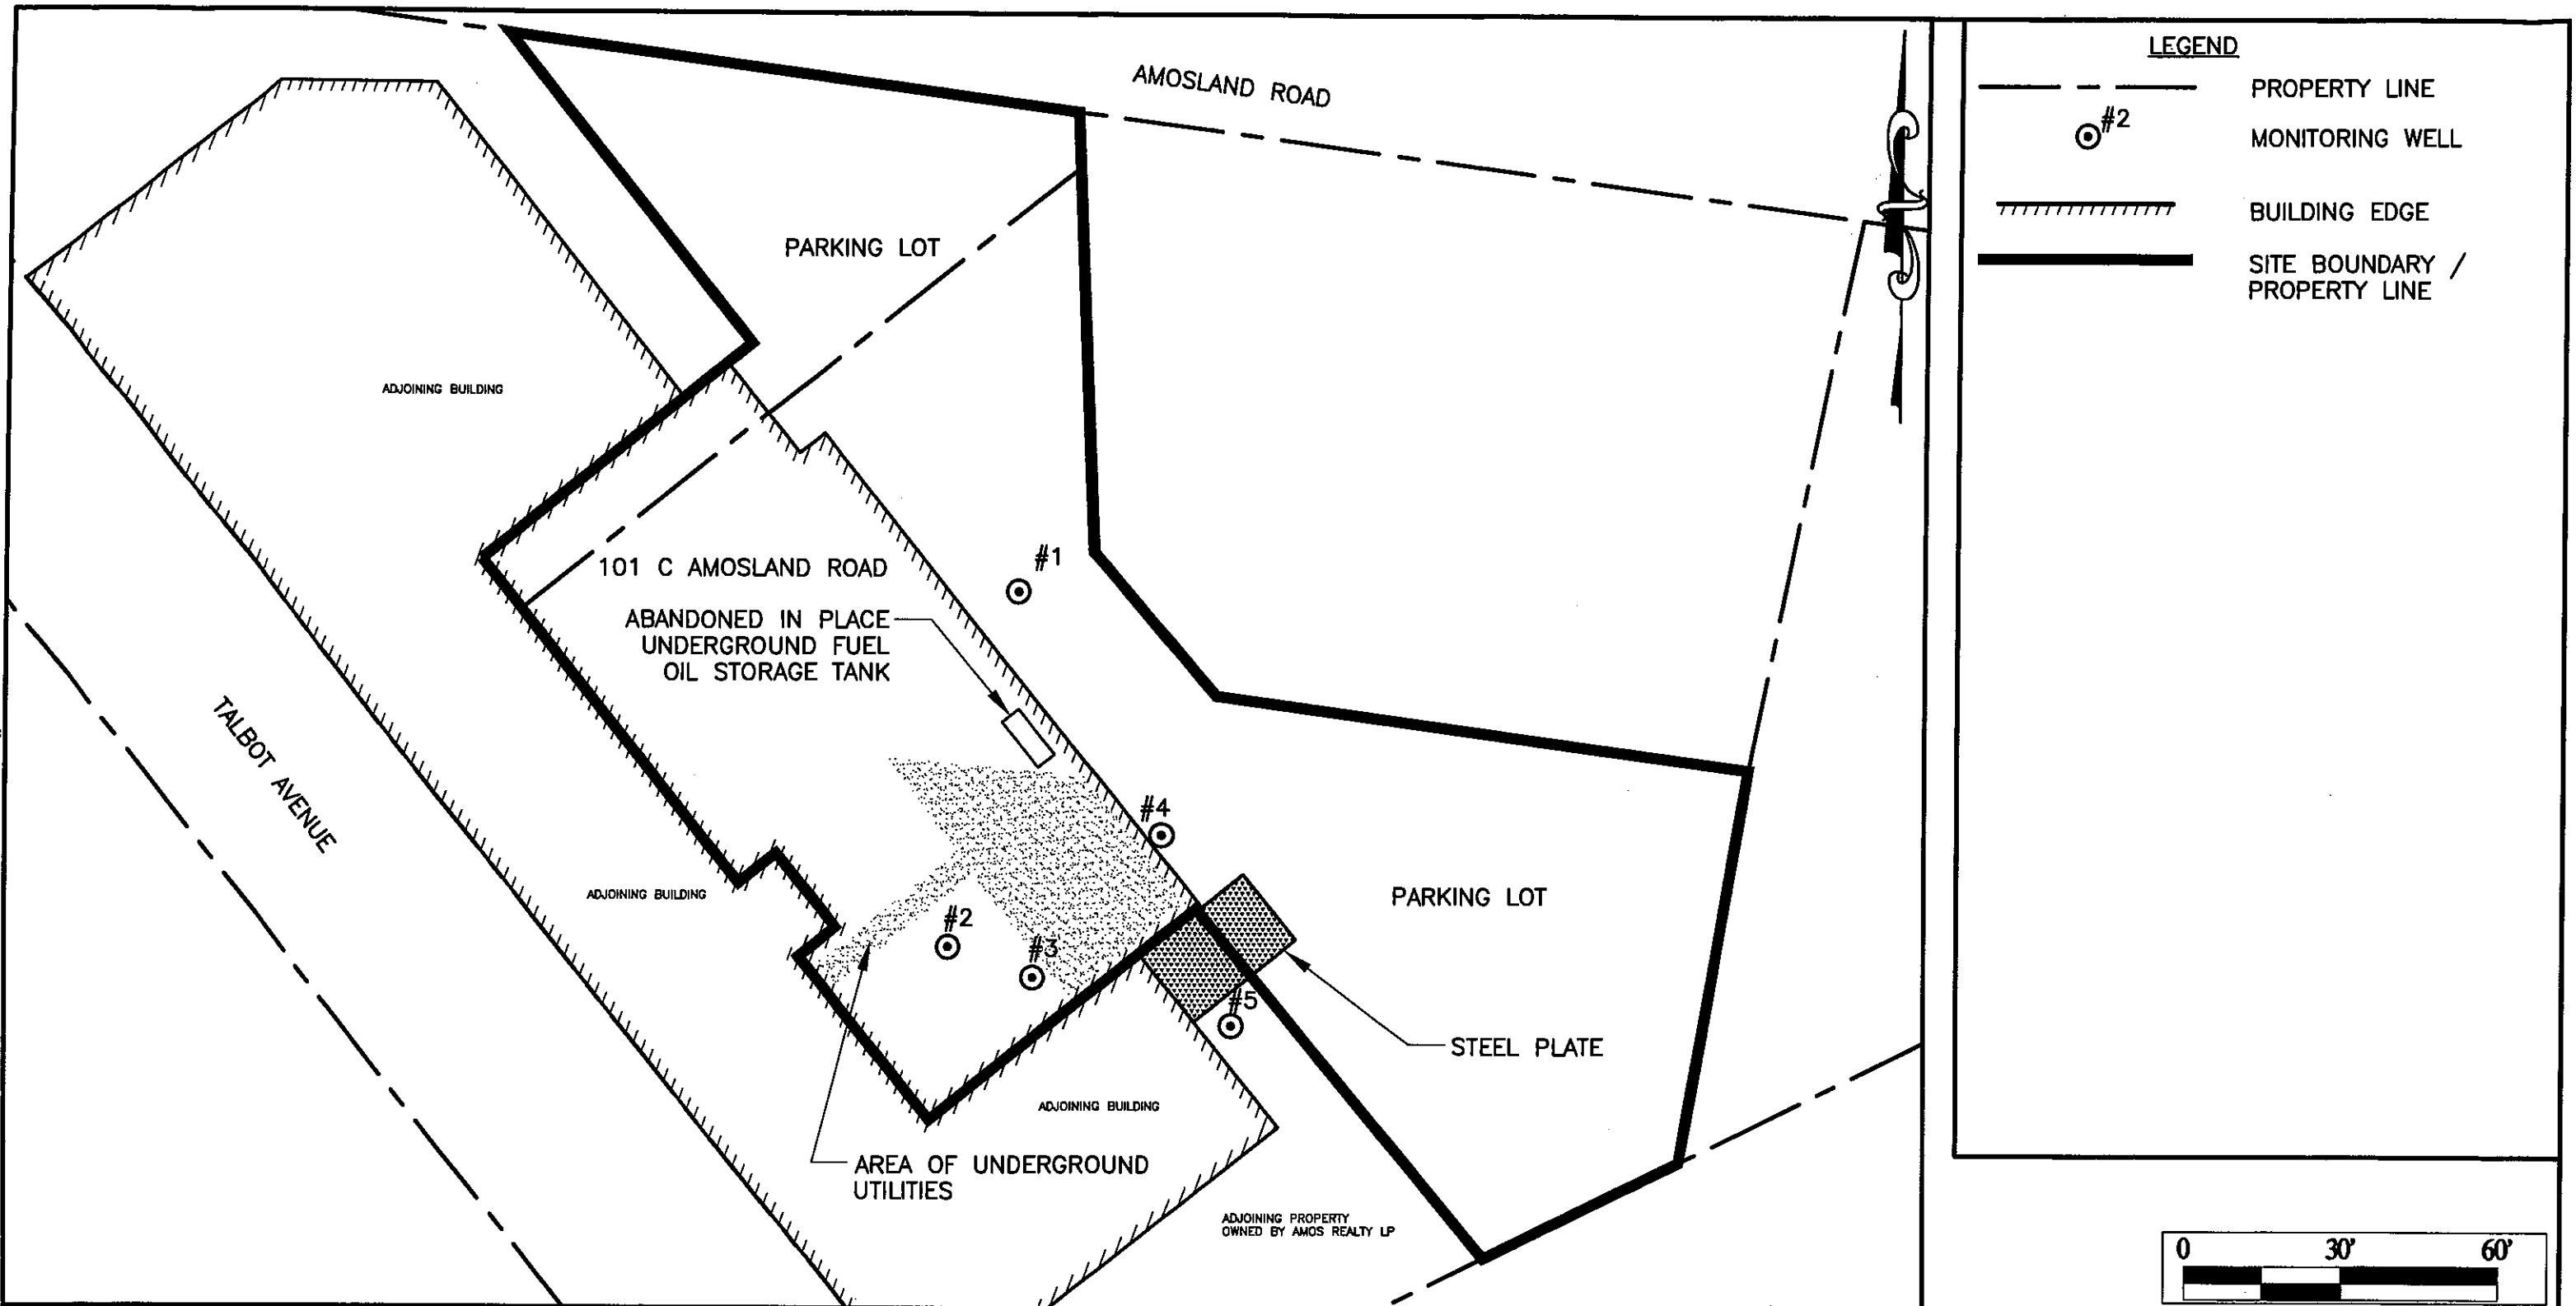 AMOSLAND ROAD
PARKING LOT
ADJOINING BUILDING
101 C AMOSLAND ROAD
ABANDONED IN PLACE
UNDERGROUND FUEL
OIL STORAGE TANK
#1
TALBOT AVENUE
#4
ADJOINING BUILDING
#2
#3
PARKING LOT
#5
STEEL PLATE
ADJOINING BUILDING
AREA OF UNDERGROUND
UTILITIES
ADJOINING PROPERTY
OWNED BY AMOS REALTY LP
LEGEND
PROPERTY LINE
#2
MONITORING WELL
BUILDING EDGE
SITE BOUNDARY /
PROPERTY LINE
0 30' 60'